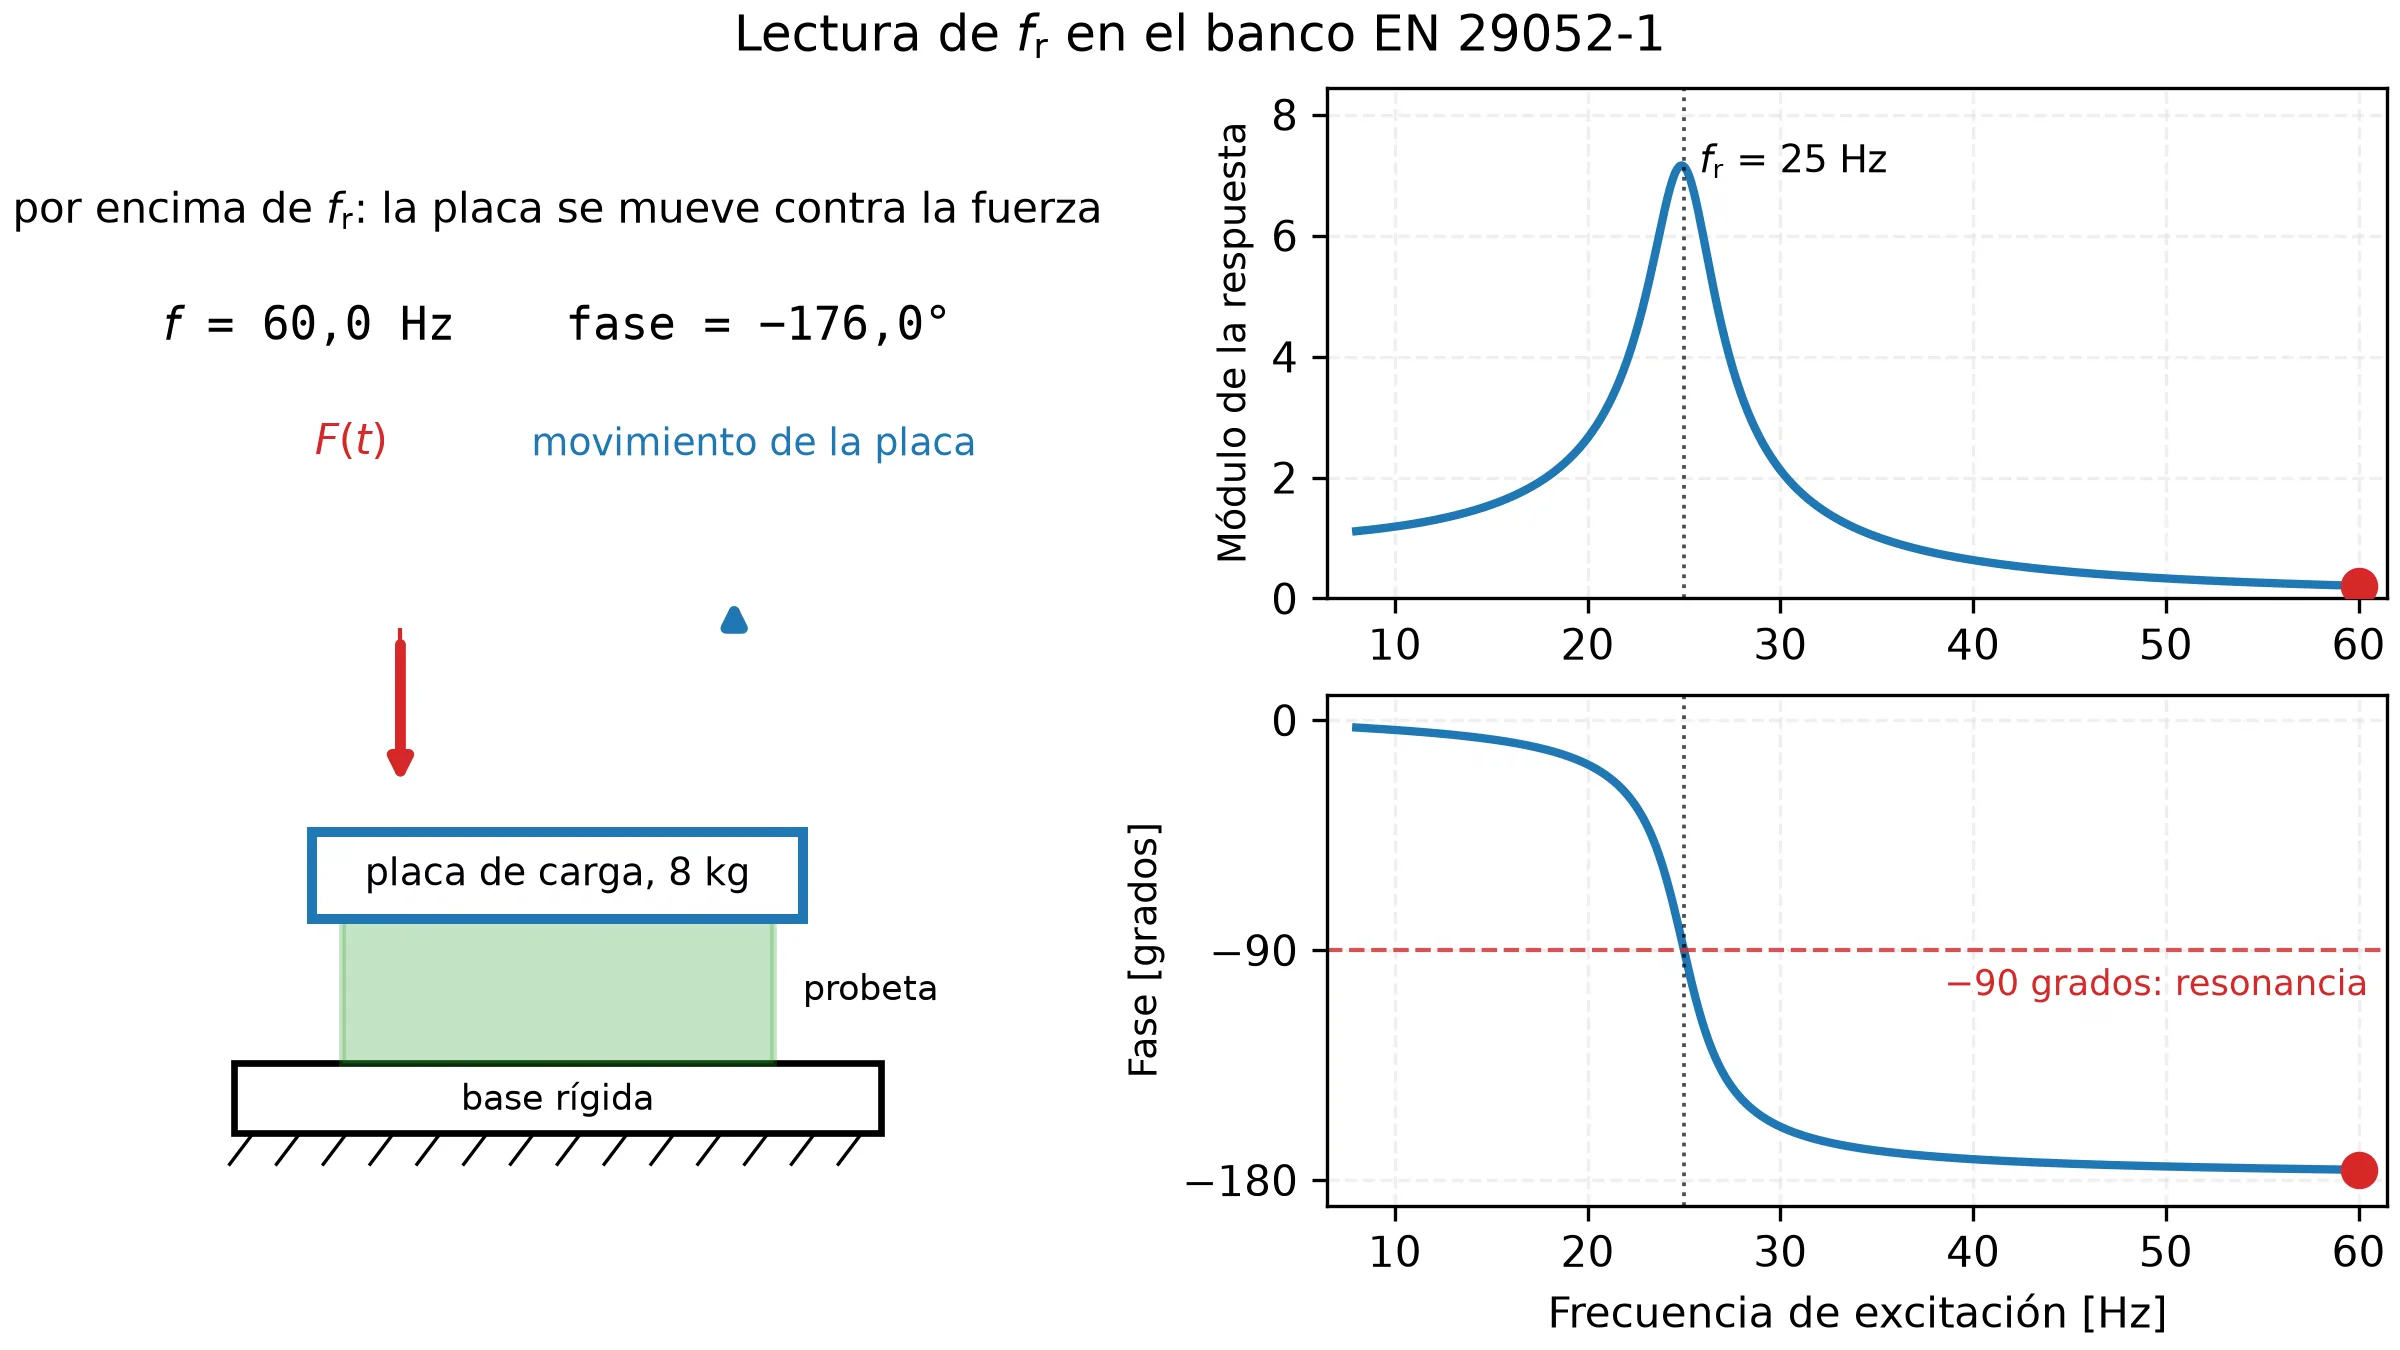 Lectura de fr en el banco EN 29052-1
por encima de fr: la placa se mueve contra la fuerza
f = 60,0 Hz fase = −176,0°
F(t)
movimiento de la placa
placa de carga, 8 kg
probeta
base rígida
Módulo de la respuesta
8
6
4
2
0
fr = 25 Hz
10 20 30 40 50 60
Fase [grados]
0
−90
−180
−90 grados: resonancia
10 20 30 40 50 60
Frecuencia de excitación [Hz]